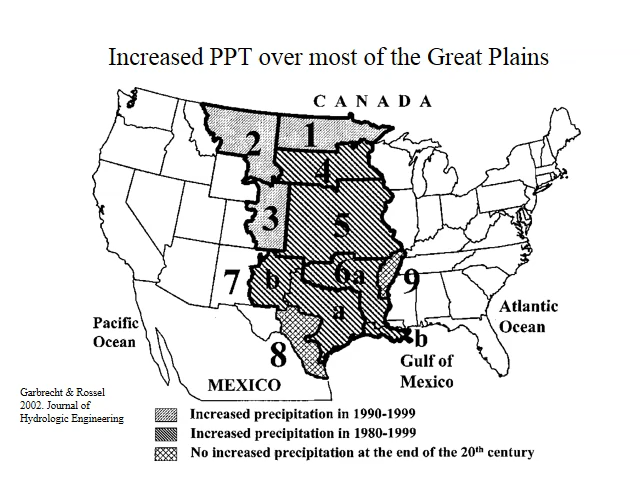 Increased PPT over most of the Great Plains
C A N A D A
1
2
4
3
5
6a
7
b
9
a
Atlantic
Ocean
Pacific
Ocean
b
8
Gulf of
Mexico
MEXICO
Garbrecht & Rossel
2002. Journal of
Hydrologic Engineering
Increased precipitation in 1990-1999
Increased precipitation in 1980-1999
No increased precipitation at the end of the 20th century